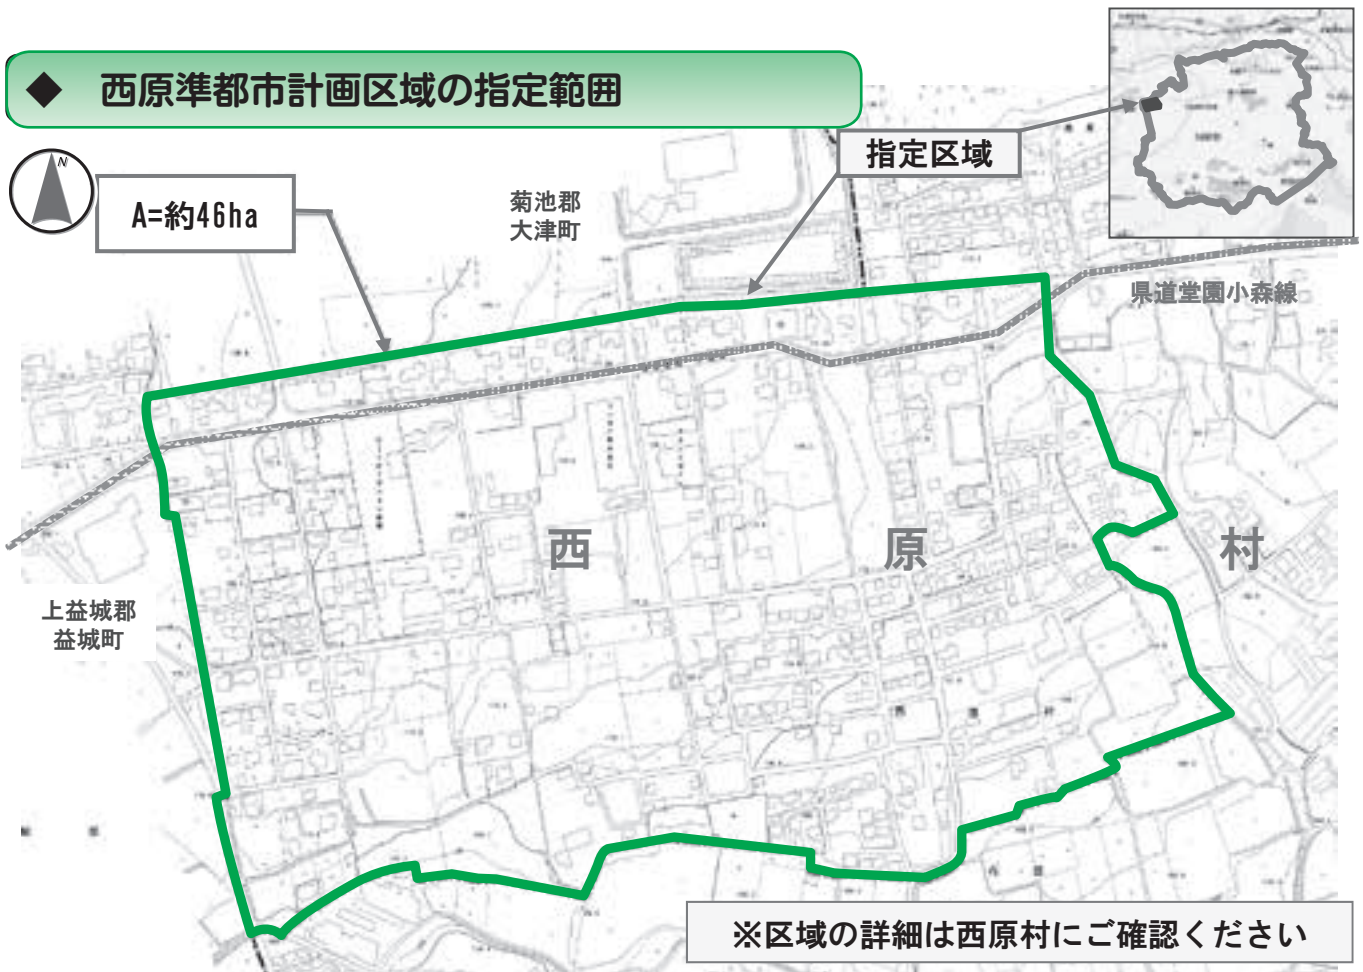 ◆ 西原準都市計画区域の指定範囲
N
A=約46ha
菊池郡
大津町
指定区域
県道堂園小森線
西 原 村
上益城郡
益城町
※区域の詳細は西原村にご確認ください